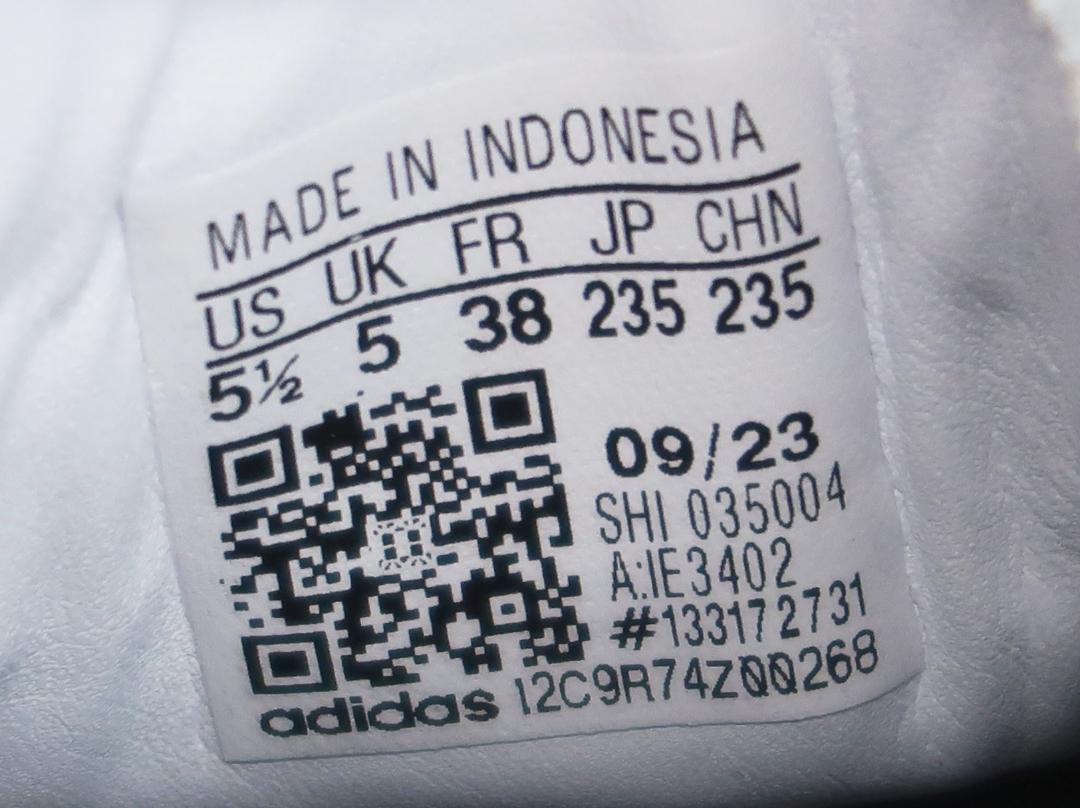 MADE IN INDONESIA
US UK FR JP CHN
5½ 5 38 235 235
09/23
SHI 035004
A:IE3402
#133172731
adidas 12C9R74Z00268